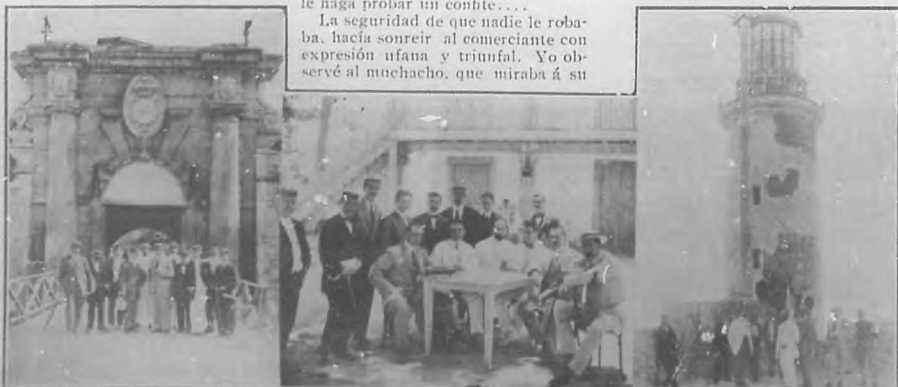 le haga probar un confite....
La seguridad de que nadie le roba-
ba, hacía sonreir al comerciante con
expresión ufana y triunfal. Yo ob-
servé al muchacho, que miraba á su